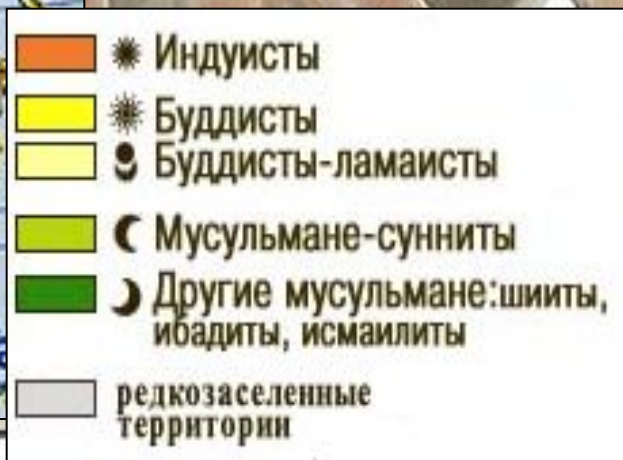 Индуисты
Буддисты
Буддисты-ламаисты
Мусульмане-сунниты
Другие мусульмане:шииты,
ибадиты, исмаилиты
редкозаселенные
территории